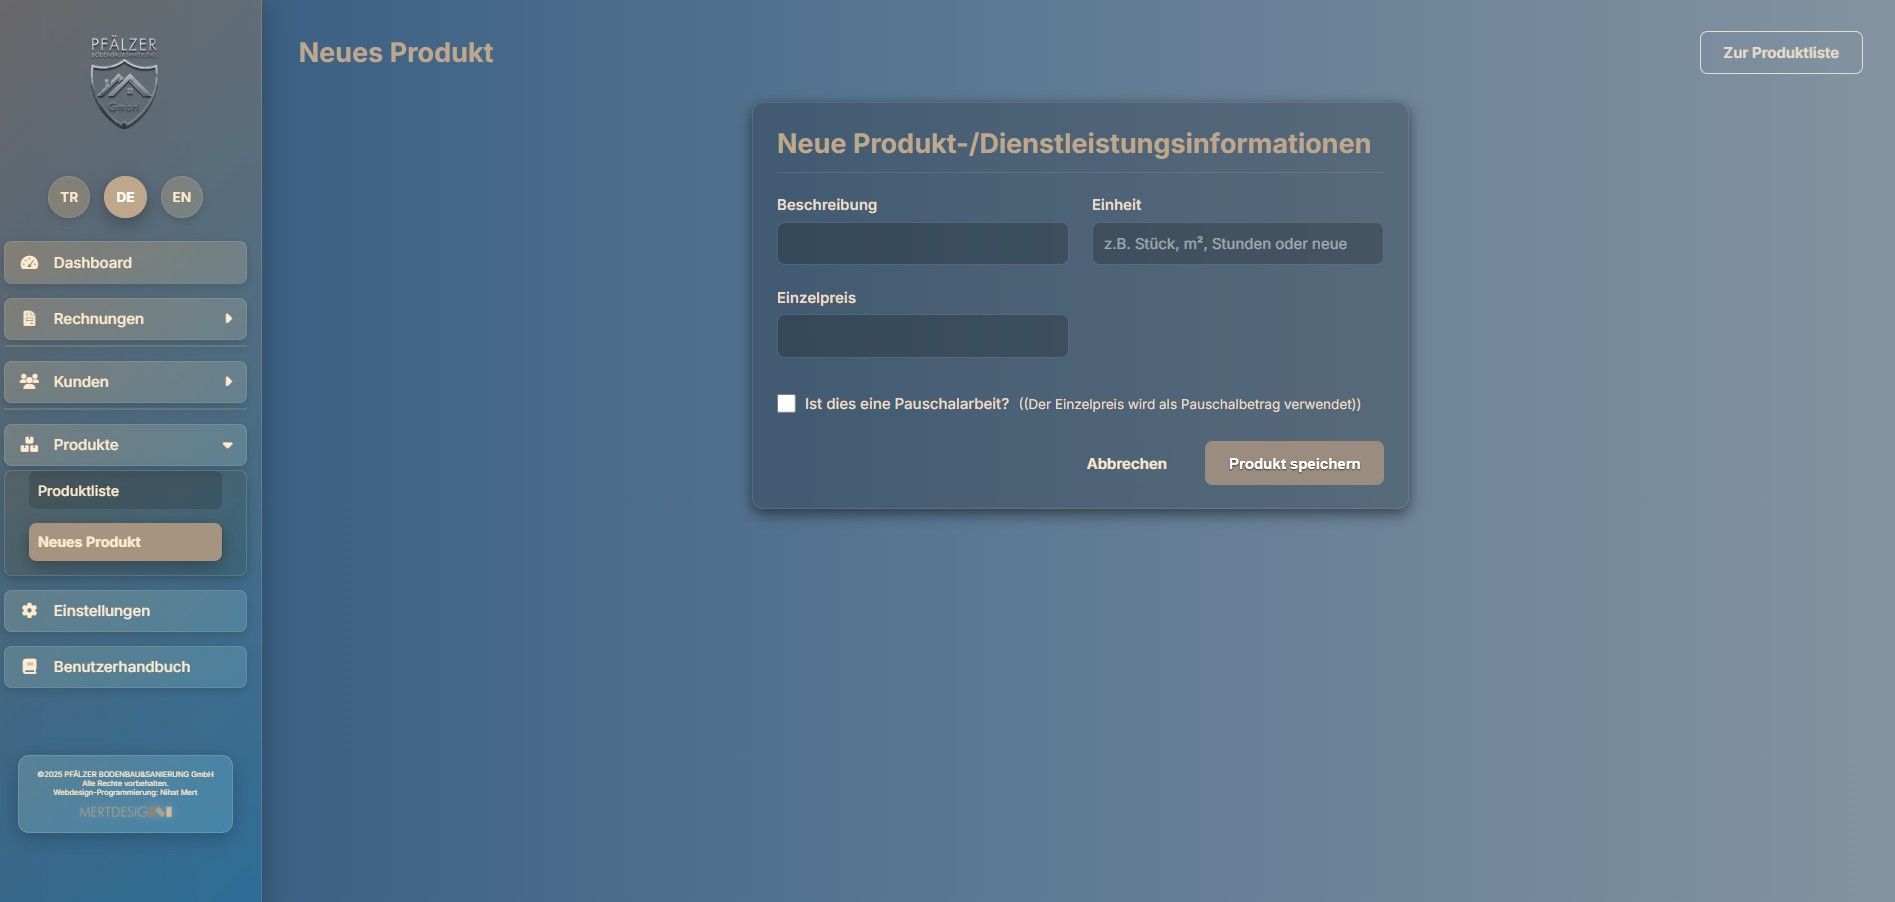 PFÄLZER
BODENBAU&SANIERUNG
GmbH
TR DE EN
Dashboard
Rechnungen
Kunden
Produkte
Produktliste
Neues Produkt
Einstellungen
Benutzerhandbuch
©2025 PFÄLZER BODENBAU&SANIERUNG GmbH
Alle Rechte vorbehalten.
Webdesign-Programmierung: Nihat Mert
MERTDESIGN
Neues Produkt
Zur Produktliste
Neue Produkt-/Dienstleistungsinformationen
Beschreibung
Einheit
z.B. Stück, m², Stunden oder neue
Einzelpreis
Ist dies eine Pauschalarbeit? ((Der Einzelpreis wird als Pauschalbetrag verwendet))
Abbrechen
Produkt speichern